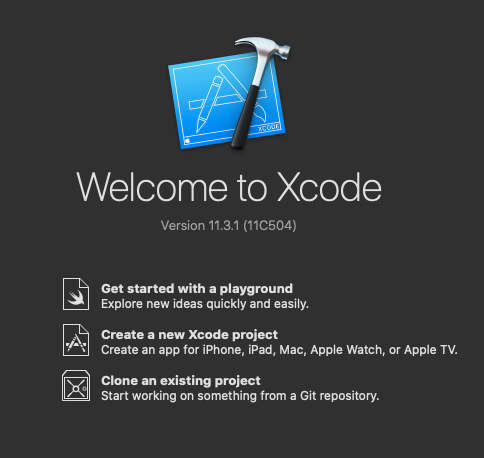 XCODE
Welcome to Xcode
Version 11.3.1 (11C504)
Get started with a playground
Explore new ideas quickly and easily.
Create a new Xcode project
Create an app for iPhone, iPad, Mac, Apple Watch, or Apple TV.
Clone an existing project
Start working on something from a Git repository.